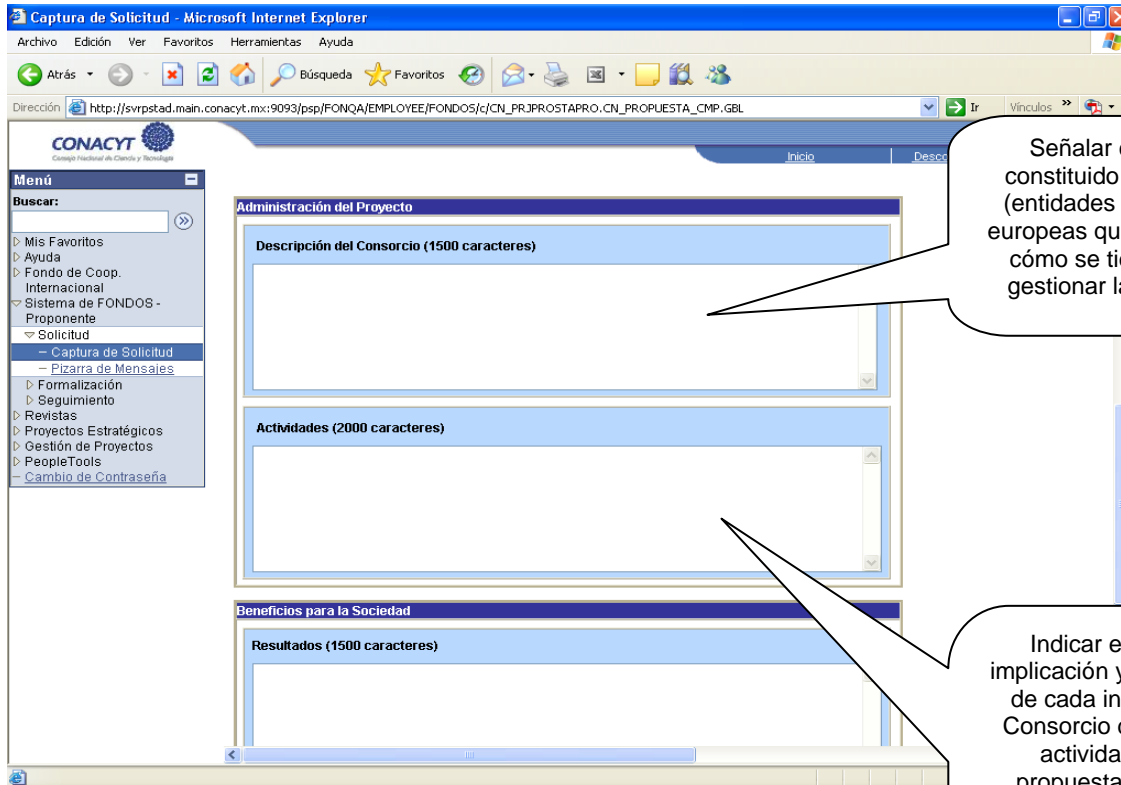 Captura de Solicitud - Microsoft Internet Explorer
Archivo Edición Ver Favoritos Herramientas Ayuda
Atrás Búsqueda Favoritos
Dirección http://svrpstad.main.conacyt.mx:9093/psp/FONQA/EMPLOYEE/FONDOS/c/CN_PRJPROSTAPRO.CN_PROPUESTA_CMP.GBL Ir Vínculos »
CONACYT
Consejo Nacional de Ciencia y Tecnología
Inicio Desco
Menú
Buscar:
Mis Favoritos
Ayuda
Fondo de Coop.
Internacional
Sistema de FONDOS -
Proponente
Solicitud
– Captura de Solicitud
– Pizarra de Mensajes
Formalización
Seguimiento
Revistas
Proyectos Estratégicos
Gestión de Proyectos
PeopleTools
– Cambio de Contraseña
Administración del Proyecto
Descripción del Consorcio (1500 caracteres)
Actividades (2000 caracteres)
Beneficios para la Sociedad
Resultados (1500 caracteres)
Señalar
constituido
(entidades
europeas qu
cómo se ti
gestionar la
Indicar e
implicación y
de cada in
Consorcio
activida
propuesta